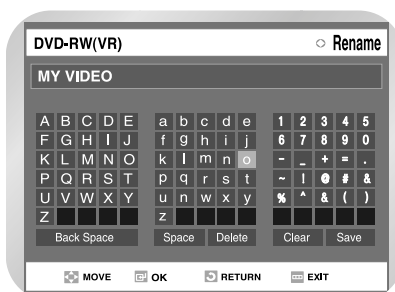 DVD-RW(VR) Rename
MY VIDEO
A B C D E a b c d e 1 2 3 4 5
F G H I J f g h i j 6 7 8 9 0
K L M N O k l m n o - _ + = .
P Q R S T p q r s t ~ ! @ # &
U V W X Y u n w x y % ^ & ( )
Z z
Back Space Space Delete Clear Save
MOVE OK RETURN EXIT